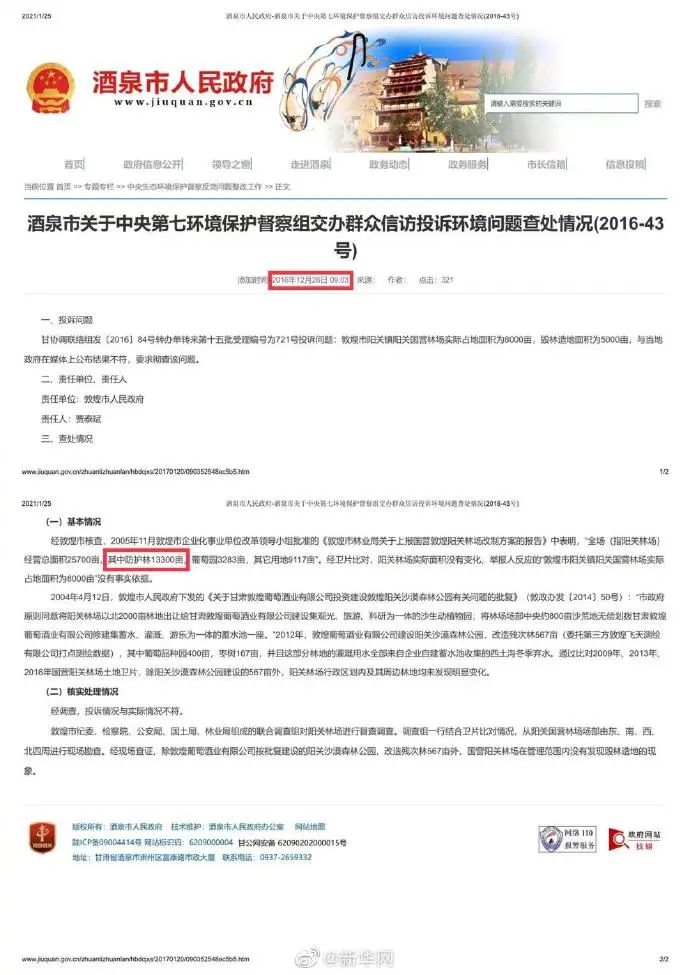 2021/1/25
酒泉市人民政府-酒泉市关于中央第七环境保护督察组交办群众信访投诉环境问题查处情况(2016-43号)
酒泉市人民政府
www.jiuquan.gov.cn
请输入需要搜索的关键词
搜索
首页 政府信息公开 领导之窗 走进酒泉 政务动态 政务服务 市长信箱 信息投稿
当前位置 首页 >> 专题专栏 >> 中央生态环境保护督察反馈问题整改工作 >> 正文
酒泉市关于中央第七环境保护督察组交办群众信访投诉环境问题查处情况(2016-43
号)
添加时间:2016年12月26日 09:03 来源: 作者: 点击：321
一、投诉问题
甘协调联络组发〔2016〕84号转办单转来第十五批受理编号为721号投诉问题：敦煌市阳关镇阳关国营林场实际占地面积为8000亩，毁林造地面积为5000亩，与当地
政府在媒体上公布结果不符，要求彻查该问题。
二、责任单位、责任人
责任单位：敦煌市人民政府
责任人：贾泰斌
三、查处情况
www.jiuquan.gov.cn/zhuantizhuanlan/hbdcjxs/20170120/090352548ec5b5.htm
1/2
2021/1/25
酒泉市人民政府-酒泉市关于中央第七环境保护督察组交办群众信访投诉环境问题查处情况(2016-43号)
（一）基本情况
经敦煌市核查，2005年11月敦煌市企业化事业单位改革领导小组批准的《敦煌市林业局关于上报国营敦煌阳关林场改制方案的报告》中表明，“全场（指阳关林场）
经营总面积25700亩，其中防护林13300亩，葡萄园3283亩，其它用地9117亩”。经卫片比对，阳关林场实际面积没有变化，举报人反应的“敦煌市阳关镇阳关国营林场实际
占地面积为8000亩”没有事实依据。
2004年4月12日，敦煌市人民政府下发的《关于甘肃敦煌葡萄酒业有限公司投资建设敦煌阳关沙漠森林公园有关问题的批复》（敦政办发【2014】50号）：“市政府
原则同意将阳关林场以北2000亩林地出让给甘肃敦煌葡萄酒业有限公司建设集观光、旅游、科研为一体的沙生动植物园；将林场场部中央约800亩沙荒地无偿划拨甘肃敦煌
葡萄酒业有限公司修建集蓄水、灌溉、游乐为一体的蓄水池一座。”2012年，敦煌葡萄酒业有限公司建设阳关沙漠森林公园，改造残次林567亩（委托第三方敦煌飞天测绘
有限公司打点测绘数据），其中葡萄品种园400亩，枣树167亩，并且这部分林地的灌溉用水全部来自企业自建蓄水池收集的西土沟冬季弃水。通过比对2009年、2013年、
2016年国营阳关林场土地卫片，除阳关沙漠森林公园建设的567亩外，阳关林场行政区划内及其周边林地均未发现明显变化。
（二）核实处理情况
经调查，投诉情况与实际情况不符。
敦煌市纪委、检察院、公安局、国土局、林业局组成的联合调查组对阳关林场进行督查调查。调查组一行结合卫片比对情况，从阳关国营林场场部由东、南、西、
北四周进行现场勘查。经现场查证，除敦煌葡萄酒业有限公司按批复建设的阳关沙漠森林公园，改造残次林567亩外，国营阳关林场在管理范围内没有发现毁林造地的现
象。
版权所有：酒泉市人民政府 技术维护：酒泉市人民政府办公室 网站地图
陇ICP备09004414号 网站标识码：6209000004 甘公网安备 62090202000015号
地址：甘肃省酒泉市肃州区富康路市政大厦 联系电话：0937-2659332
网络 110
报警服务
政府网站
找错
www.jiuquan.gov.cn/zhuantizhuanlan/hbdcjxs/20170120/090352548ec5b5.htm
2/2
@新华网